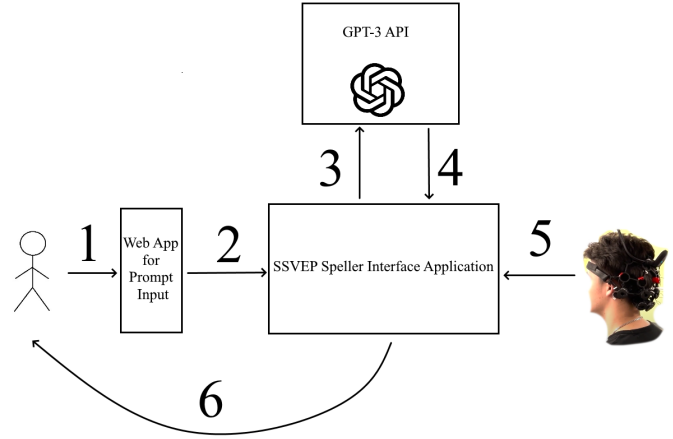 GPT-3 API
3
4
1
2
5
Web App
for
Prompt
Input
SSVEP Speller Interface Application
6